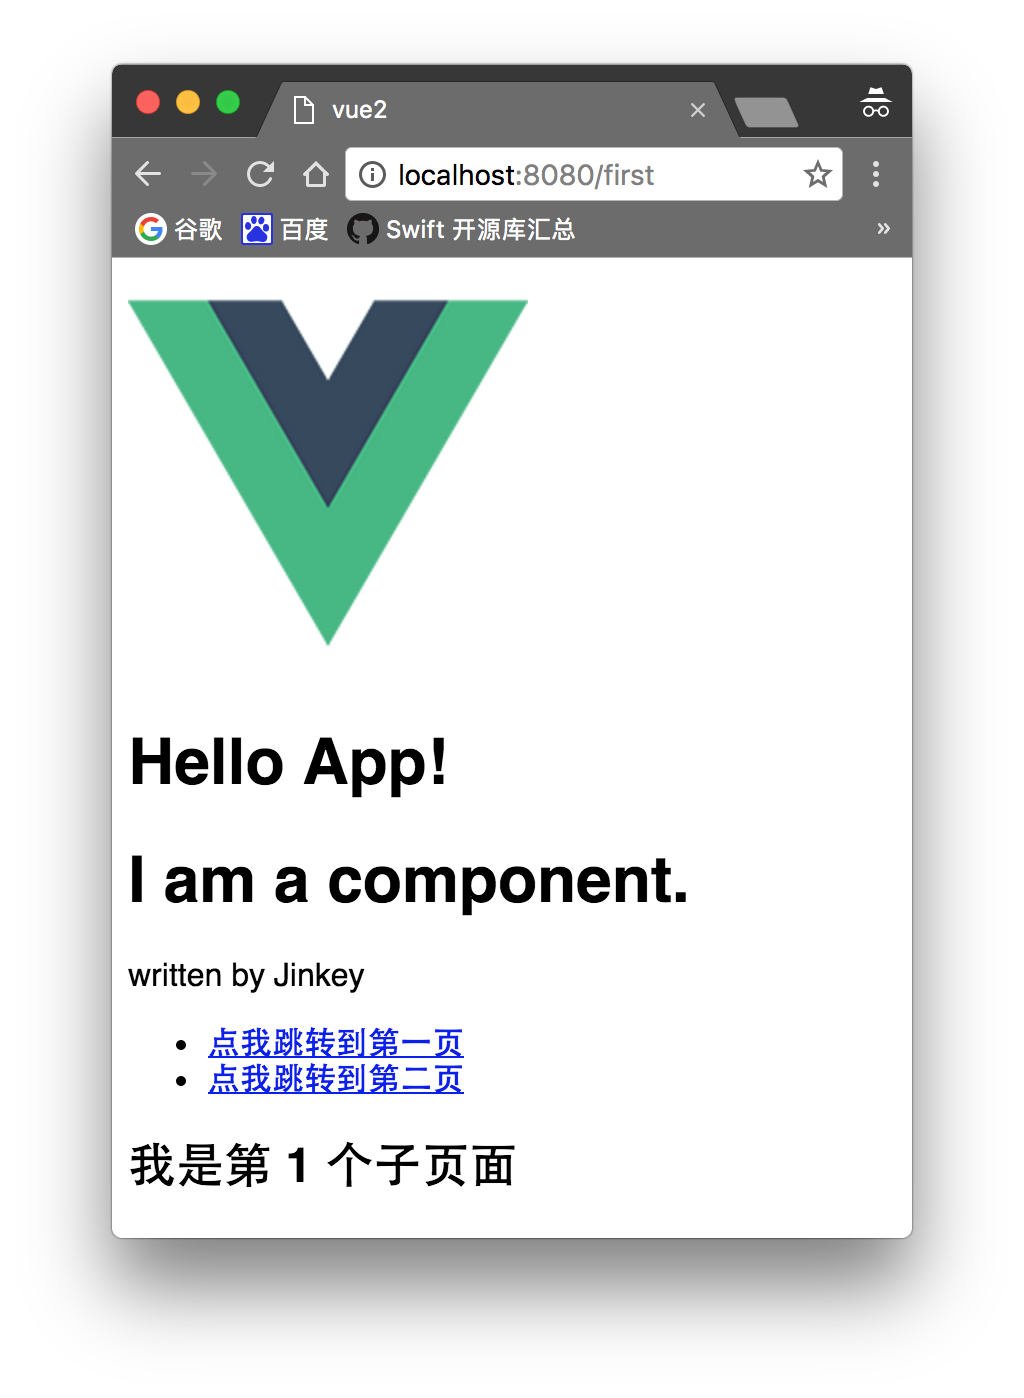 vue2
localhost:8080/first
谷歌 百度 Swift 开源库汇总 »
Hello App!
I am a component.
written by Jinkey
点我跳转到第一页
点我跳转到第二页
我是第 1 个子页面